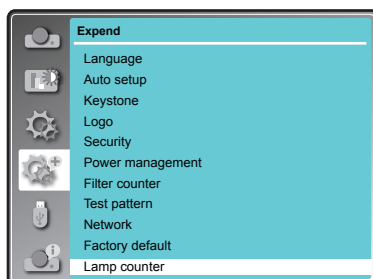 Expend
Language
Auto setup
Keystone
Logo
Security
Power management
Filter counter
Test pattern
Network
Factory default
Lamp counter